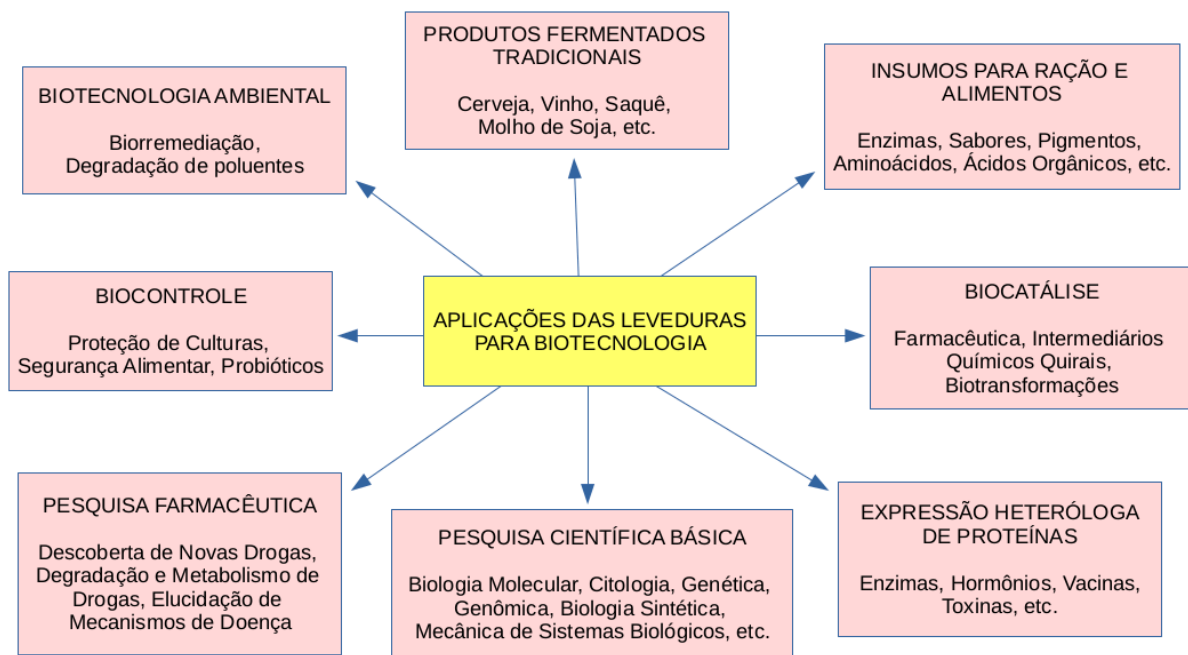 PRODUTOS FERMENTADOS
TRADICIONAIS
Cerveja, Vinho, Saquê,
Molho de Soja, etc.
BIOTECNOLOGIA AMBIENTAL
Biorremediação,
Degradação de poluentes
INSUMOS PARA RAÇÃO E
ALIMENTOS
Enzimas, Sabores, Pigmentos,
Aminoácidos, Ácidos Orgânicos, etc.
BIOCONTROLE
Proteção de Culturas,
Segurança Alimentar, Probióticos
APLICAÇÕES DAS LEVEDURAS
PARA BIOTECNOLOGIA
BIOCATÁLISE
Farmacêutica, Intermediários
Químicos Quirais,
Biotransformações
PESQUISA FARMACÊUTICA
Descoberta de Novas Drogas,
Degradação e Metabolismo de
Drogas, Elucidação de
Mecanismos de Doença
PESQUISA CIENTÍFICA BÁSICA
Biologia Molecular, Citologia, Genética,
Genômica, Biologia Sintética,
Mecânica de Sistemas Biológicos, etc.
EXPRESSÃO HETERÓLOGA
DE PROTEÍNAS
Enzimas, Hormônios, Vacinas,
Toxinas, etc.